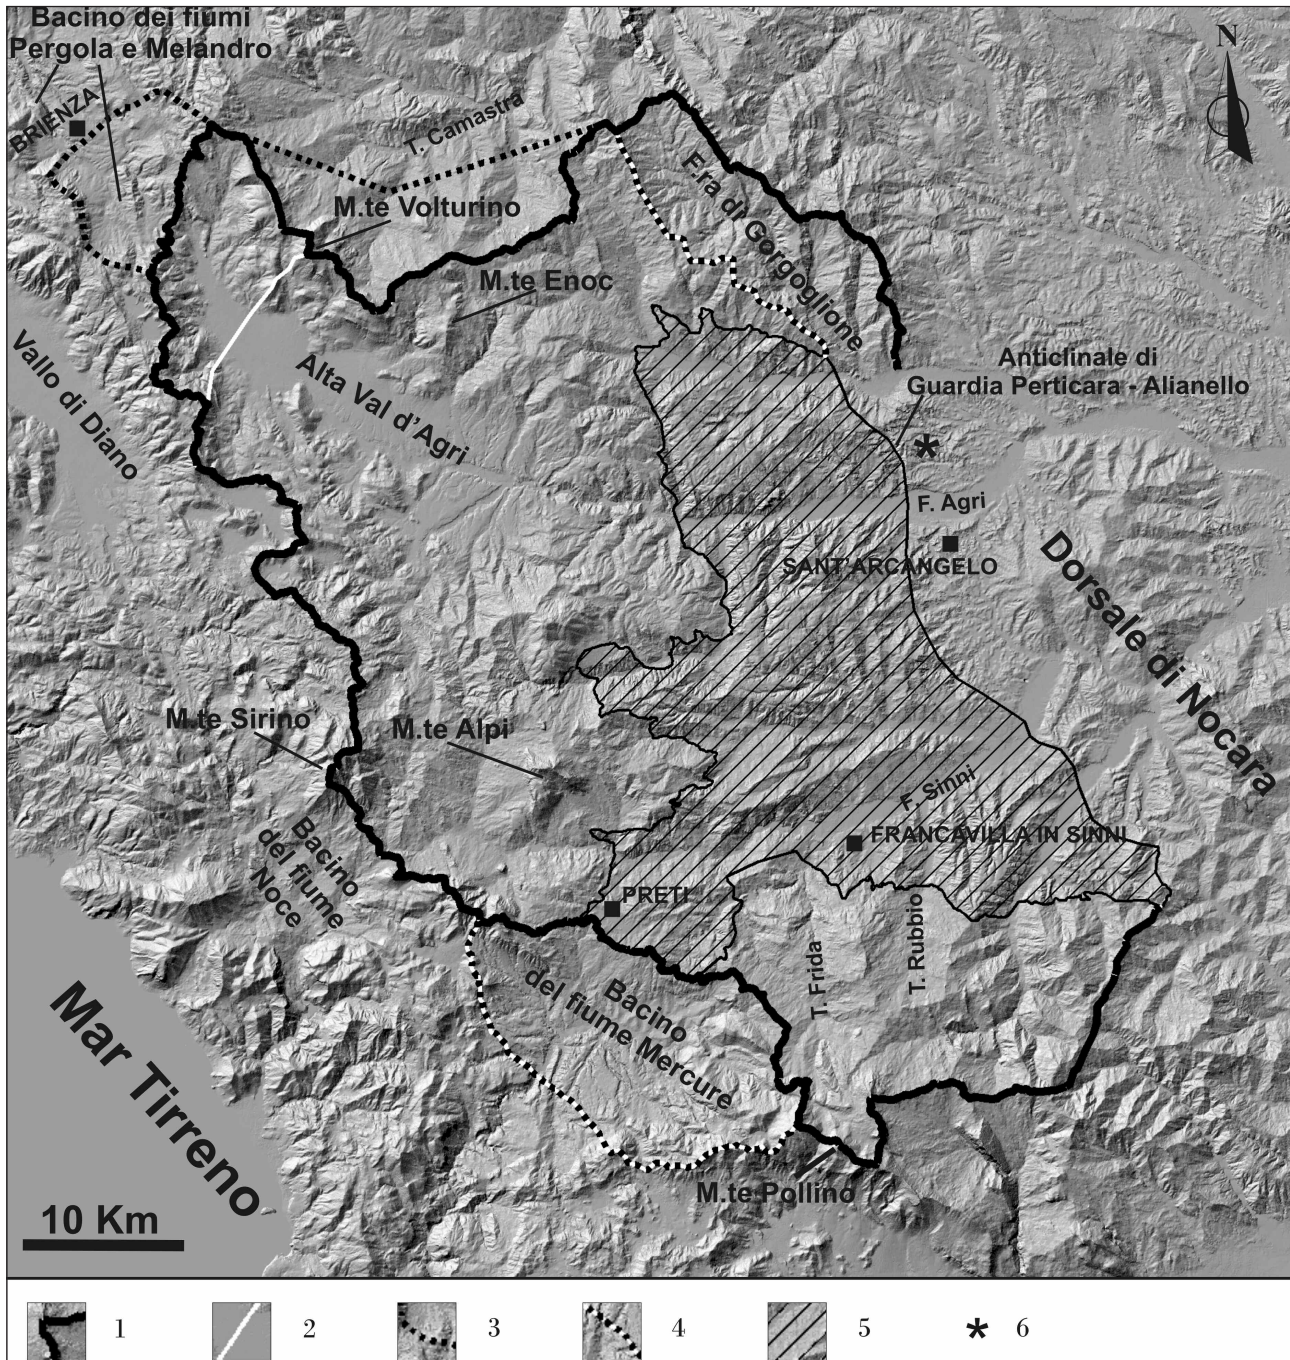 Bacino dei fiumi
Pergola e Melandro
BRIENZA
N
T. Camastra
M.te Volturino
F.ra di Gorgoglione
M.te Enoc
Vallo di Diano
Alta Val d'Agri
Anticlinale di
Guardia Perticara - Alianello
*
F. Agri
SANT'ARCANGELO
Dorsale di Nocara
M.te Sirino
M.te Alpi
F. Sinni
FRANCAVILLA IN SINNI
Bacino
del fiume
Noce
PRETI
T. Frida
T. Rubbio
Bacino
del fiume Mercure
Mar Tirreno
M.te Pollino
10 Km
1 2 3 4 5 * 6